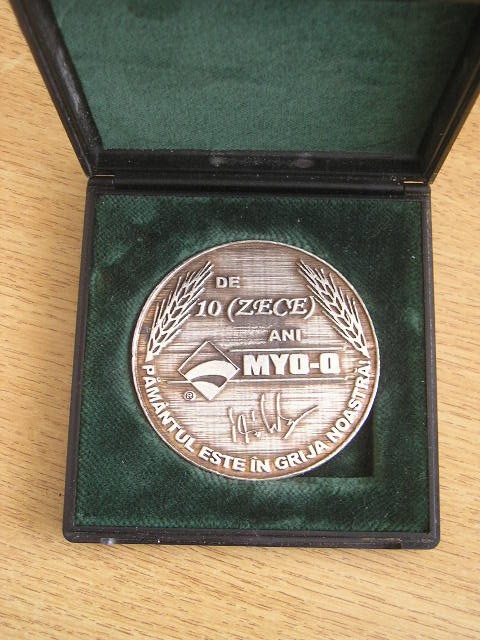 DE
10 (ZECE)
ANI
MYO-O
®
PĂMÂNTUL ESTE ÎN GRIJA NOASTRĂ!